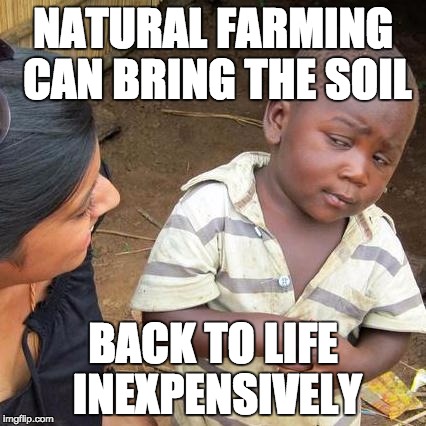 NATURAL FARMING
CAN BRING THE SOIL
BACK TO LIFE
INEXPENSIVELY
imgflip.com